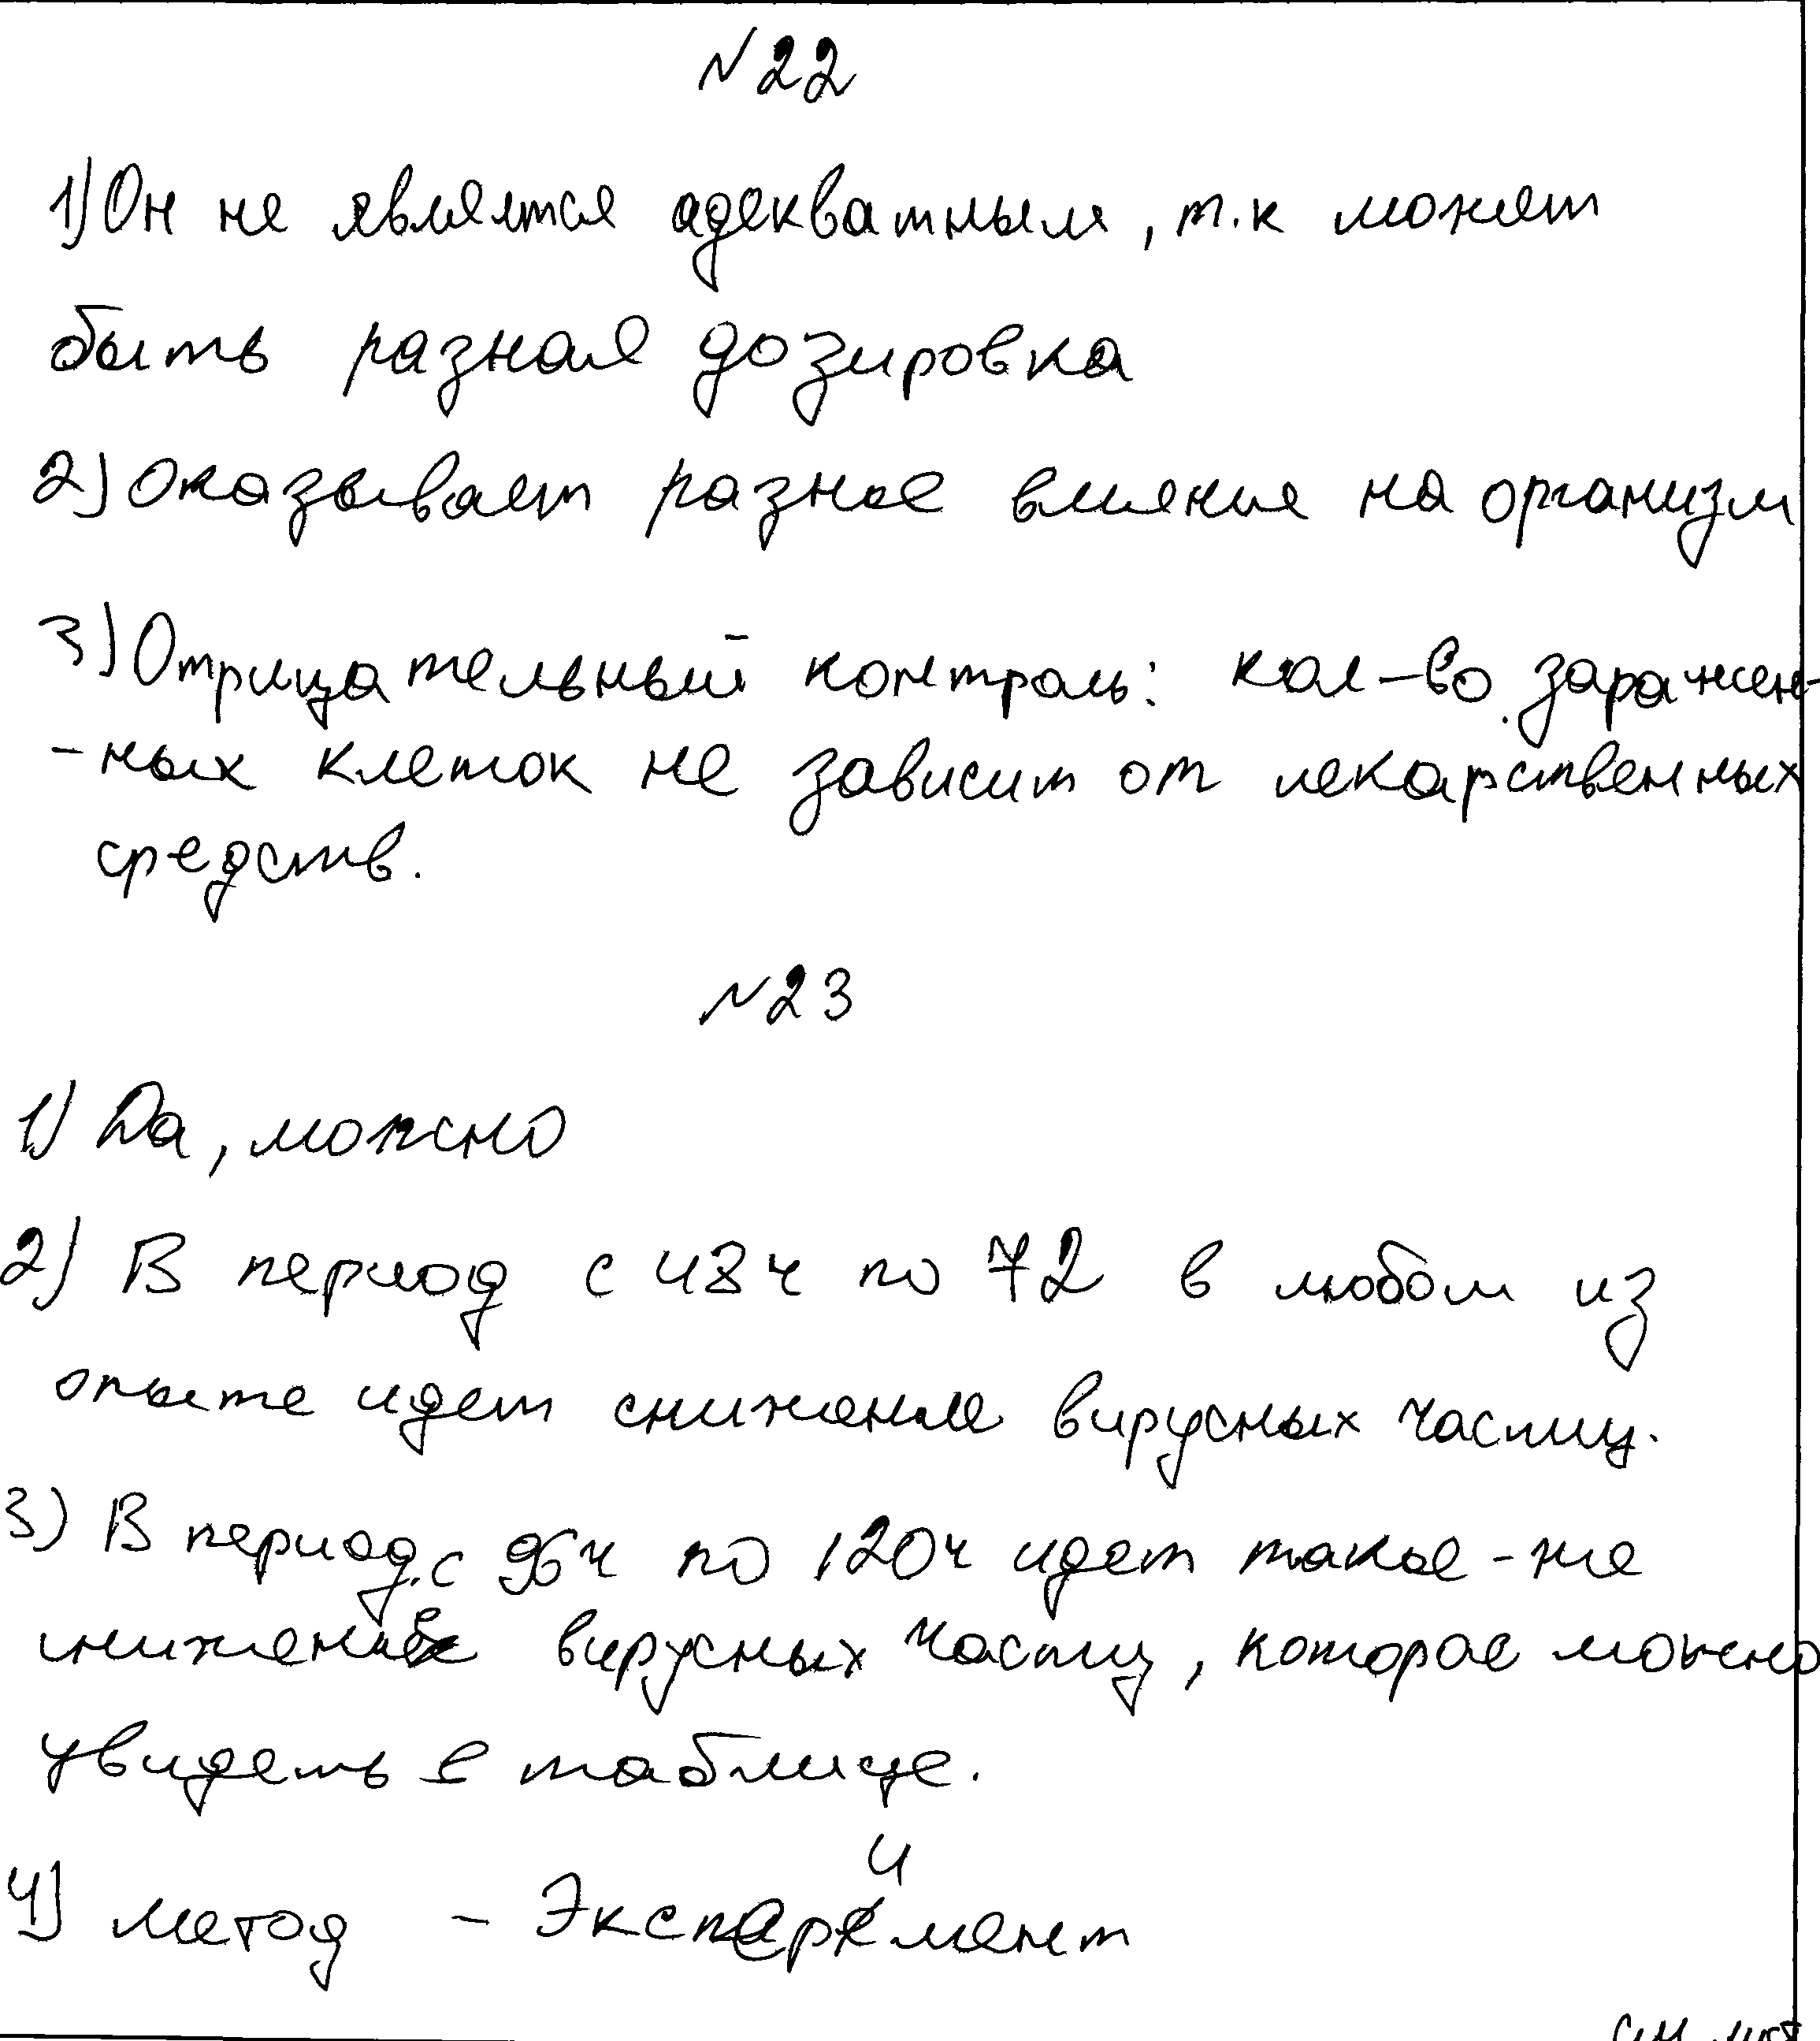 №22
1) Он не является адекватным, т.к может
быть разная дозировка
2) Оказывает разное влияние на организм
3) Отрицательный контроль: кол-во заражен-
-ных клеток не зависит от лекарственных
средств.
№23
1) Да, можно
2) В период с 48ч по 72 в любом из
опыте идет снижение вирусных частиц.
3) В период с 96ч по 120ч идет такое-же
снижение вирусных частиц, которое можно
увидеть в таблице.
4) метод - Эксперимент